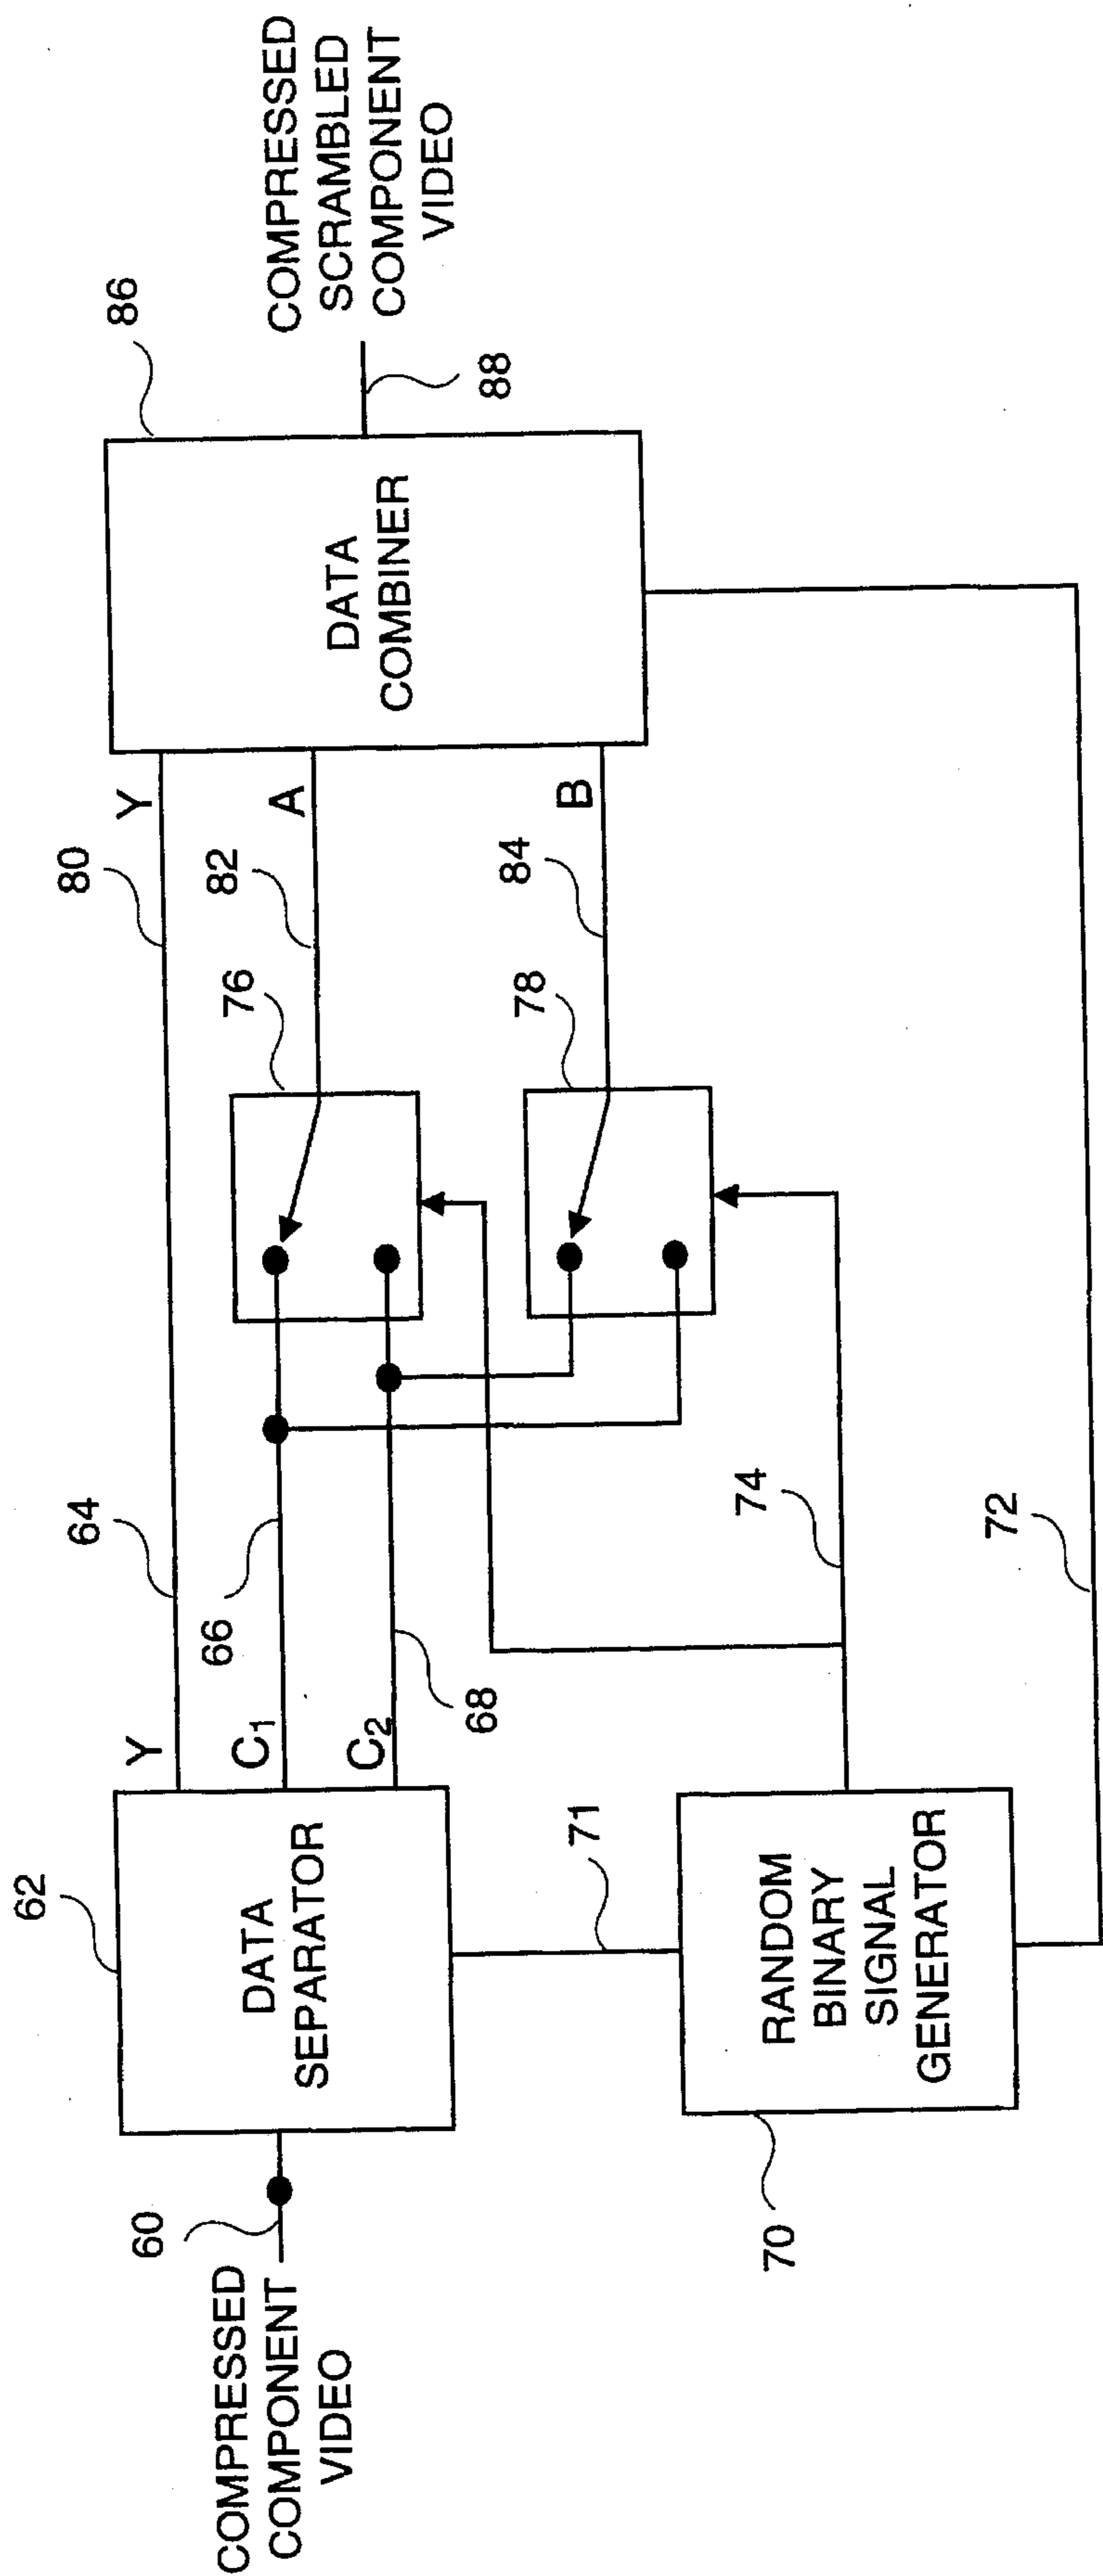 COMPRESSED
COMPONENT
VIDEO
60
62
DATA
SEPARATOR
Y
C1
C2
64
66
68
71
70
RANDOM
BINARY
SIGNAL
GENERATOR
74
72
76
78
80
82
84
Y
A
B
86
DATA
COMBINER
88
COMPRESSED
SCRAMBLED
COMPONENT
VIDEO